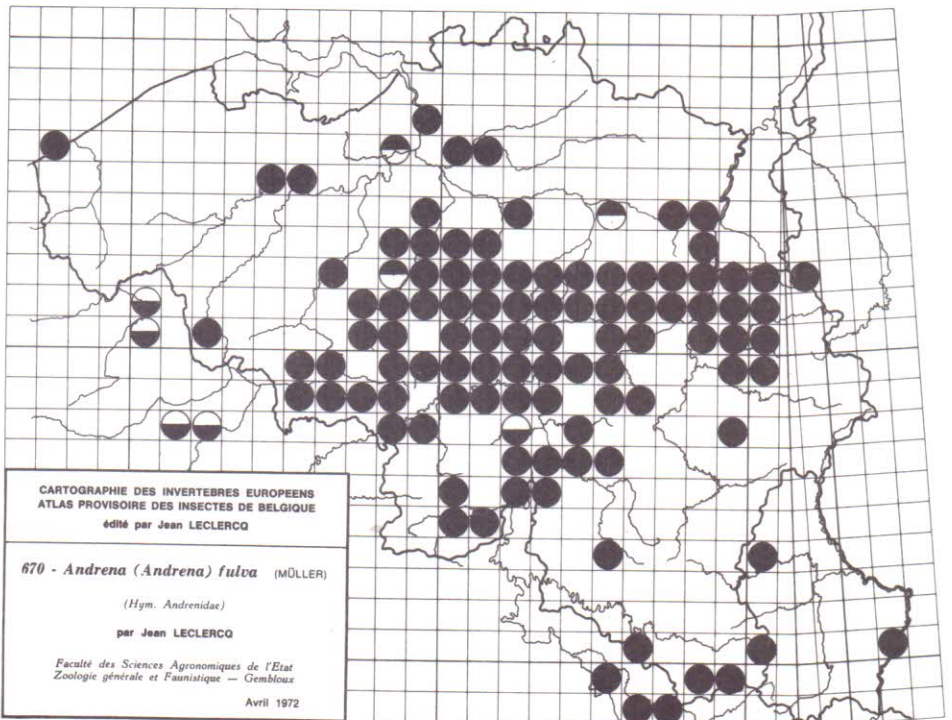 CARTOGRAPHIE DES INVERTEBRES EUROPEENS
ATLAS PROVISOIRE DES INSECTES DE BELGIQUE
édité par Jean LECLERCQ
670 - Andrena (Andrena) fulva (MÜLLER)
(Hym. Andrenidae)
par Jean LECLERCQ
Faculté des Sciences Agronomiques de l'Etat
Zoologie générale et Faunistique — Gembloux
Avril 1972